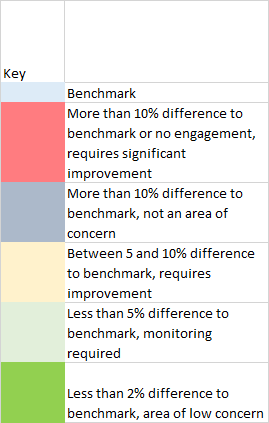 Key
Benchmark
More than 10% difference to
benchmark or no engagement,
requires significant
improvement
More than 10% difference to
benchmark, not an area of
concern
Between 5 and 10% difference
to benchmark, requires
improvement
Less than 5% difference to
benchmark, monitoring
required
Less than 2% difference to
benchmark, area of low concern